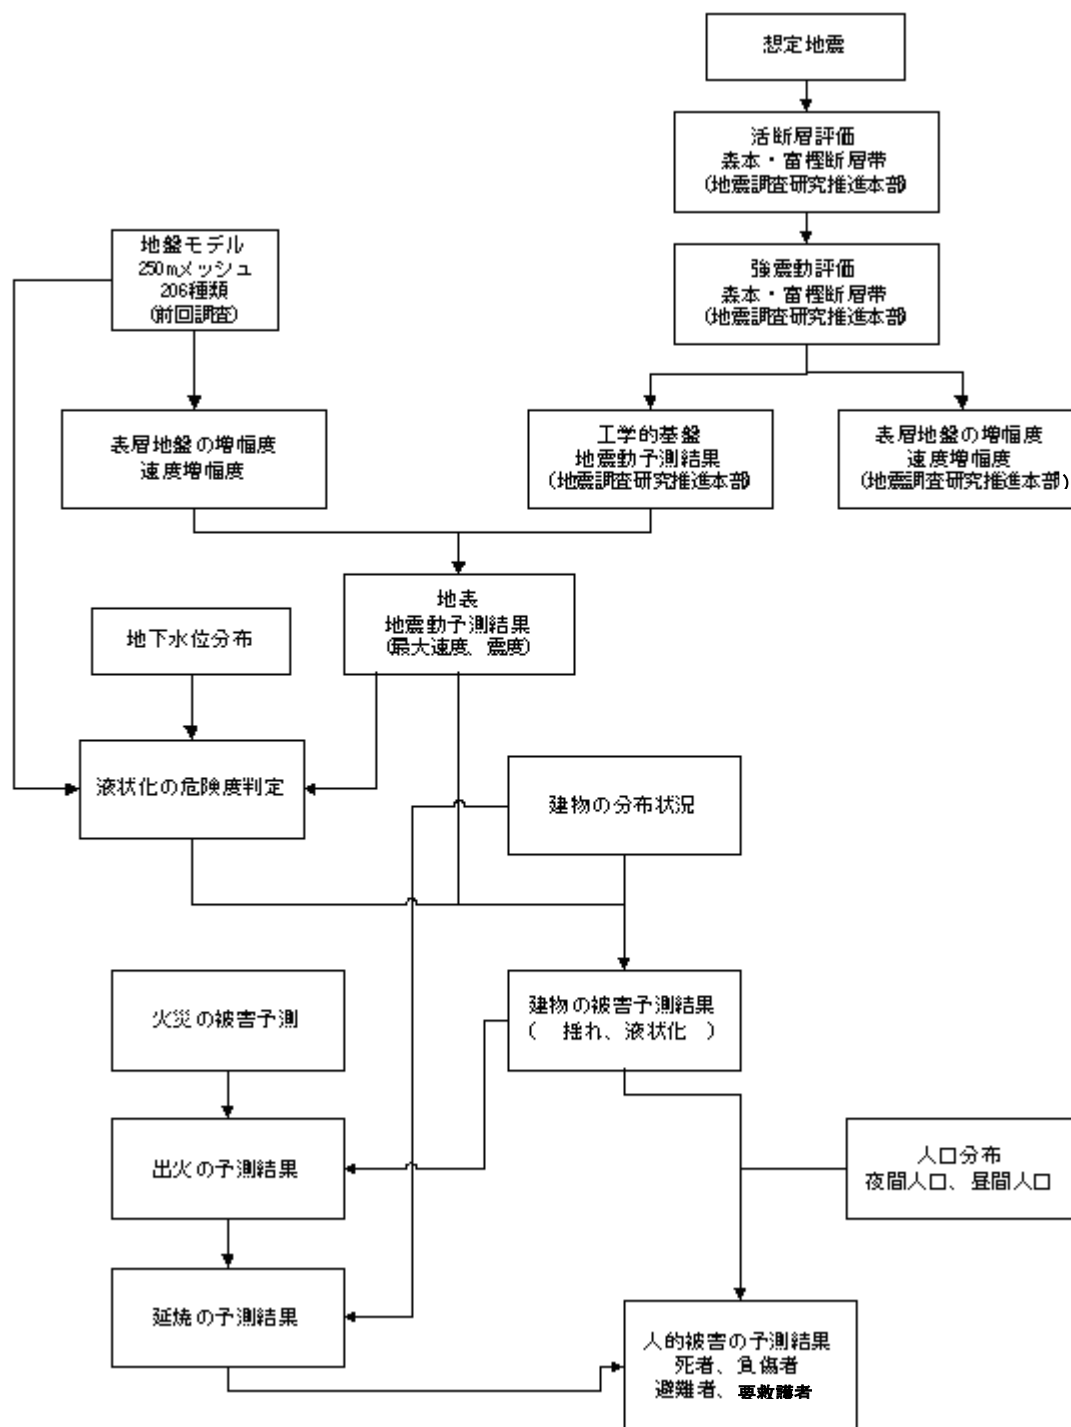 想定地震
活断層評価
森本・富樫断層帯
(地震調査研究推進本部)
地盤モデル
250mメッシュ
206種類
(前回調査)
強震動評価
森本・富樫断層帯
(地震調査研究推進本部)
表層地盤の増幅度
速度増幅度
工学的基盤
地震動予測結果
(地震調査研究推進本部)
表層地盤の増幅度
速度増幅度
(地震調査研究推進本部)
地表
地震動予測結果
(最大速度、震度)
地下水位分布
液状化の危険度判定
建物の分布状況
火災の被害予測
建物の被害予測結果
( 揺れ、液状化 )
出火の予測結果
人口分布
夜間人口、昼間人口
延焼の予測結果
人的被害の予測結果
死者、負傷者
避難者、要救護者